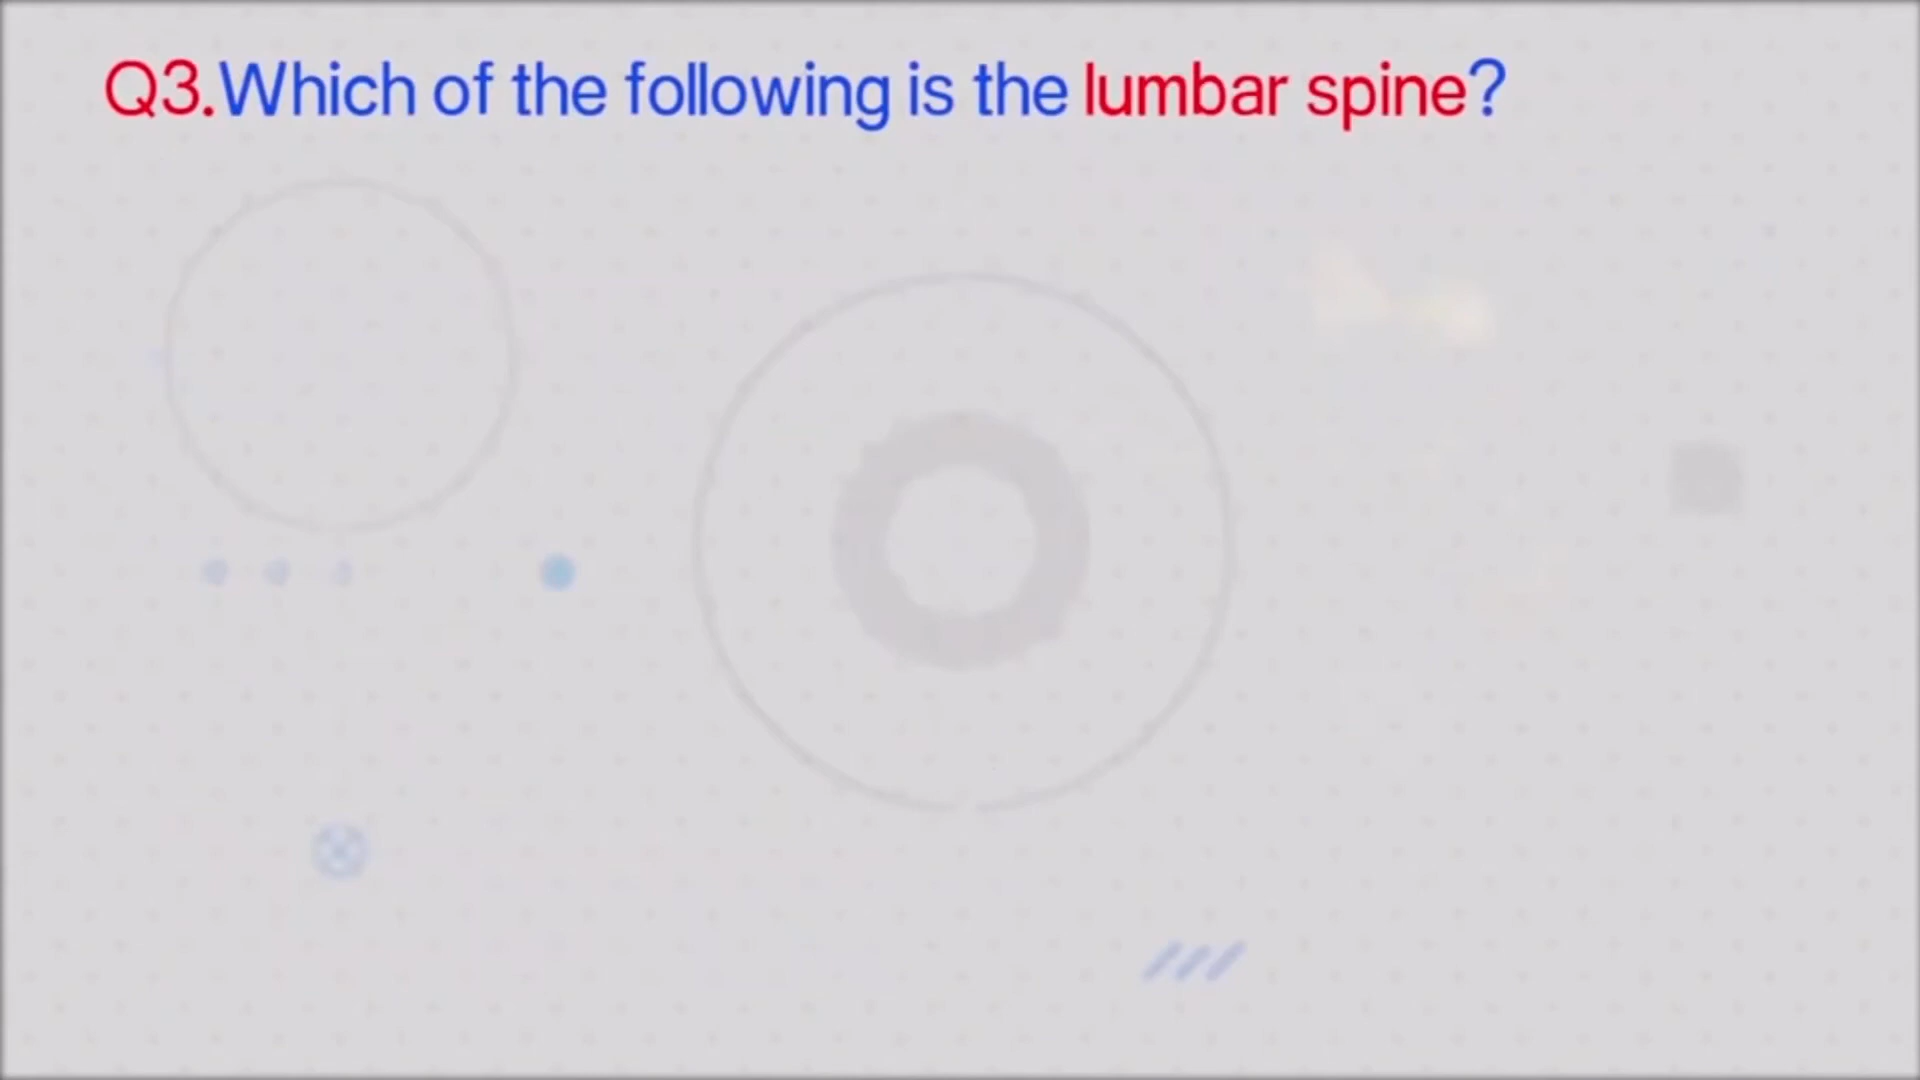 Q3.Which of the following is the lumbar spine?